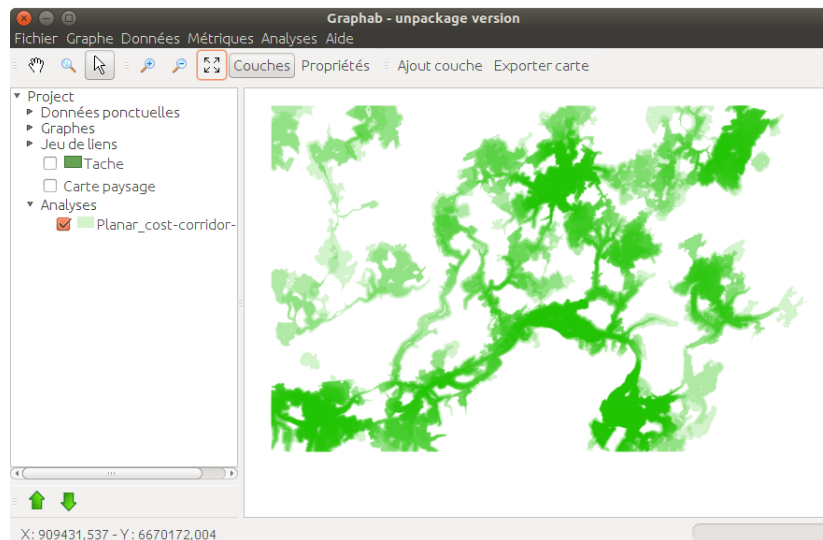 Graphab - unpackage version
Fichier Graphe Données Métriques Analyses Aide
Couches Propriétés Ajout couche Exporter carte
Project
Données ponctuelles
Graphes
Jeu de liens
Tache
Carte paysage
Analyses
Planar_cost-corridor-
X: 909431,537 - Y: 6670172,004